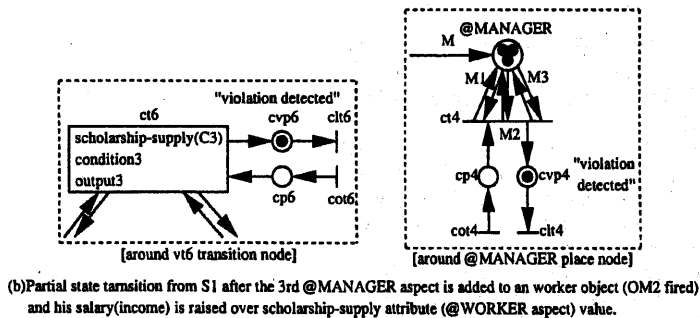 @MANAGER
M
M1
M3
ct4
M2
cp4
cvp4
"violation
detected"
cot4
clt4
[around @MANAGER place node]
"violation detected"
ct6
cvp6
clt6
scholarship-supply(C3)
condition3
output3
cp6
cot6
[around vt6 transition node]
(b)Partial state tarnsition from S1 after the 3rd @MANAGER aspect is added to an worker object (OM2 fired)
and his salary(income) is raised over scholarship-supply attribute (@WORKER aspect) value.